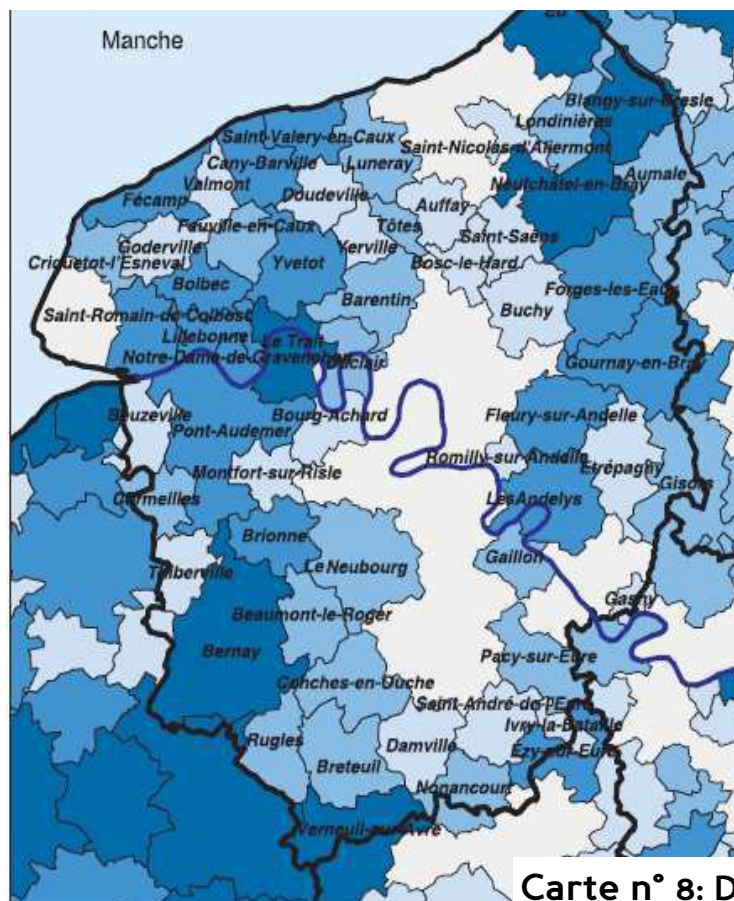 Eu
Manche
Blangy-sur-Bresle
Londinières
Saint-Valery-en-Caux
Saint-Nicolas-d'Aliermont
Cany-Barville
Luneray
Aumale
Valmont
Neufchâtel-en-Bray
Doudeville
Fécamp
Auffay
Fauville-en-Caux
Tôtes
Goderville
Yerville
Saint-Saëns
Criquetot-l'Esneval
Yvetot
Bosc-le-Hard
Bolbec
Forges-les-Eaux
Barentin
Buchy
Saint-Romain-de-Colbosc
Lillebonne
Le Trait
Notre-Dame-de-Gravenchon
Duclair
Gournay-en-Bray
Beuzeville
Bourg-Achard
Fleury-sur-Andelle
Pont-Audemer
Romilly-sur-Andelle
Montfort-sur-Risle
Étrépagny
Gisors
Cormeilles
Les Andelys
Brionne
Gaillon
Le Neubourg
Thiberville
Gasny
Beaumont-le-Roger
Bernay
Pacy-sur-Eure
Conches-en-Ouche
Saint-André-de-l'Eure
Ivry-la-Bataille
Rugles
Damville
Ézy-sur-Eure
Breteuil
Nonancourt
Verneuil-sur-Avre
Carte n° 8: D